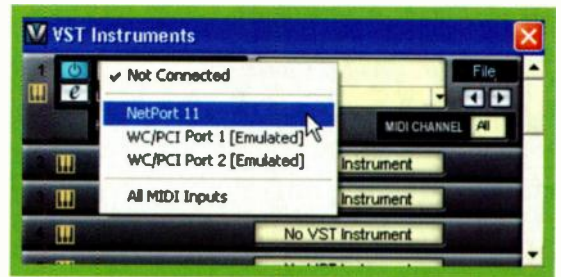 VST Instruments
1
e
Not Connected
File
NetPort 11
WC/PCI Port 1 [Emulated]
MIDI CHANNEL All
WC/PCI Port 2 [Emulated]
Instrument
All MIDI Inputs
Instrument
No VST Instrument